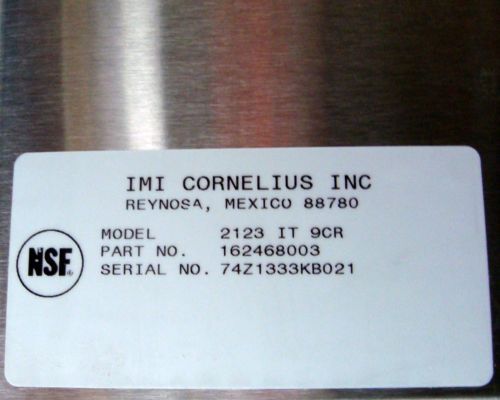 IMI CORNELIUS INC
REYNOSA, MEXICO 88780
MODEL 2123 IT 9CR
PART NO. 162468003
SERIAL NO. 74Z1333KB021
NSF®